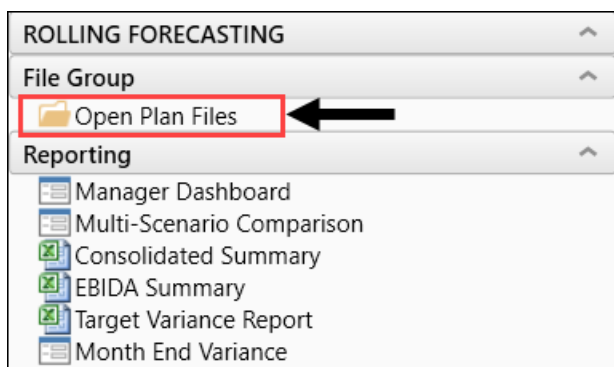 ROLLING FORECASTING
File Group
Open Plan Files
Reporting
Manager Dashboard
Multi-Scenario Comparison
Consolidated Summary
EBIDA Summary
Target Variance Report
Month End Variance